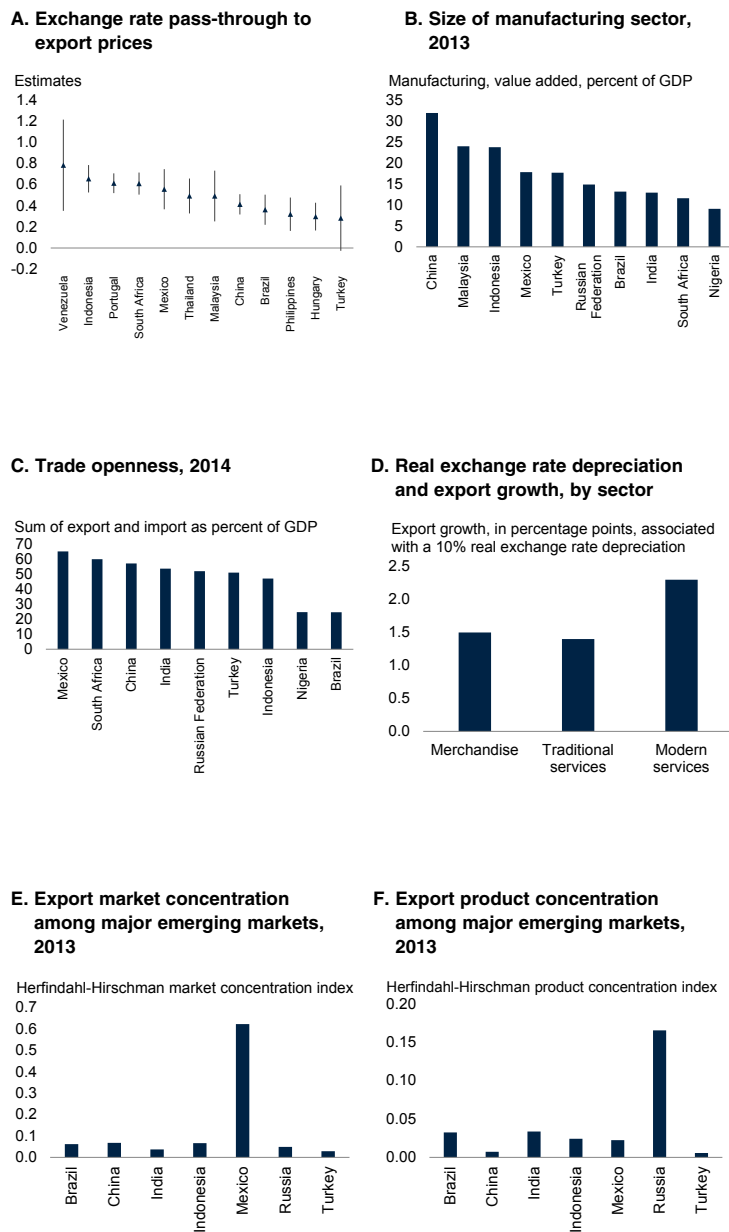 A. Exchange rate pass-through to
export prices
Estimates
1.4
1.2
1.0
0.8
0.6
0.4
0.2
0.0
-0.2
Venezuela
Indonesia
Portugal
South Africa
Mexico
Thailand
Malaysia
China
Brazil
Philippines
Hungary
Turkey
B. Size of manufacturing sector,
2013
Manufacturing, value added, percent of GDP
35
30
25
20
15
10
5
0
China
Malaysia
Indonesia
Mexico
Turkey
Russian
Federation
Brazil
India
South Africa
Nigeria
C. Trade openness, 2014
Sum of export and import as percent of GDP
70
60
50
40
30
20
10
0
Mexico
South Africa
China
India
Russian Federation
Turkey
Indonesia
Nigeria
Brazil
D. Real exchange rate depreciation
and export growth, by sector
Export growth, in percentage points, associated
with a 10% real exchange rate depreciation
2.5
2.0
1.5
1.0
0.5
0.0
Merchandise
Traditional
services
Modern
services
E. Export market concentration
among major emerging markets,
2013
Herfindahl-Hirschman market concentration index
0.7
0.6
0.5
0.4
0.3
0.2
0.1
0.0
Brazil
China
India
Indonesia
Mexico
Russia
Turkey
F. Export product concentration
among major emerging markets,
2013
Herfindahl-Hirschman product concentration index
0.20
0.15
0.10
0.05
0.00
Brazil
China
India
Indonesia
Mexico
Russia
Turkey